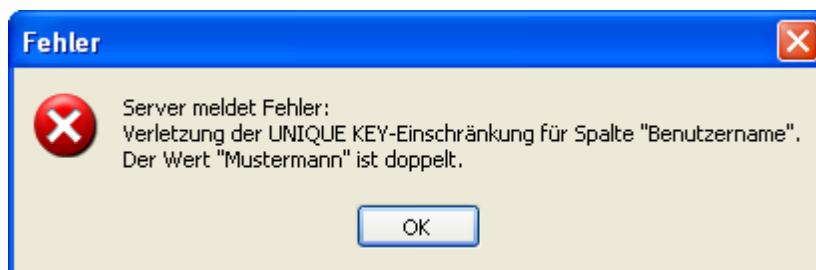 Fehler
Server meldet Fehler:
Verletzung der UNIQUE KEY-Einschränkung für Spalte "Benutzername".
Der Wert "Mustermann" ist doppelt.
OK